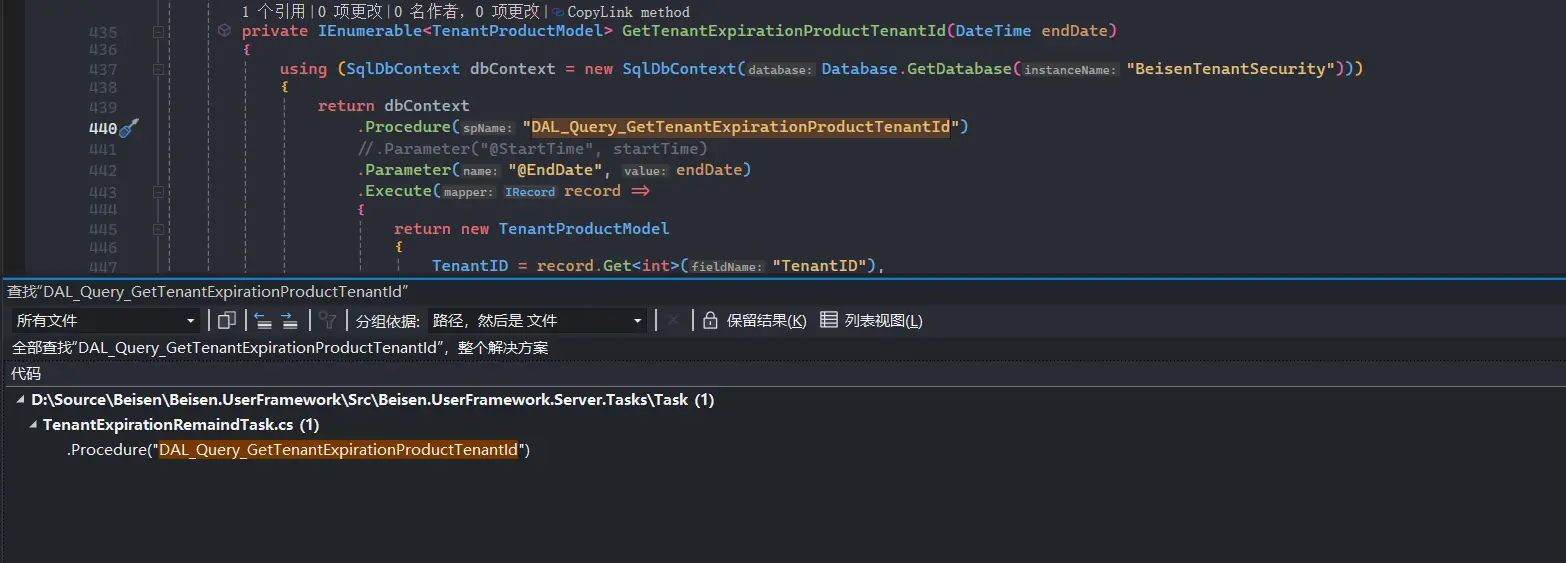 1 个引用|0 项更改|0 名作者, 0 项更改| CopyLink method
435 private IEnumerable<TenantProductModel> GetTenantExpirationProductTenantId(DateTime endDate)
436 {
437 using (SqlDbContext dbContext = new SqlDbContext(database: Database.GetDatabase(instanceName: "BeisenTenantSecurity")))
438 {
439 return dbContext
440 .Procedure(spName: "DAL_Query_GetTenantExpirationProductTenantId")
441 //.Parameter("@StartTime", startTime)
442 .Parameter(name: "@EndDate", value: endDate)
443 .Execute(mapper: IRecord record =>
444 {
445 return new TenantProductModel
446 {
447 TenantID = record.Get<int>(fieldName: "TenantID"),
查找"DAL_Query_GetTenantExpirationProductTenantId"
所有文件 分组依据: 路径，然后是 文件 保留结果(K) 列表视图(L)
全部查找"DAL_Query_GetTenantExpirationProductTenantId"，整个解决方案
代码
D:\Source\Beisen\Beisen.UserFramework\Src\Beisen.UserFramework.Server.Tasks\Task (1)
TenantExpirationRemaindTask.cs (1)
.Procedure("DAL_Query_GetTenantExpirationProductTenantId")